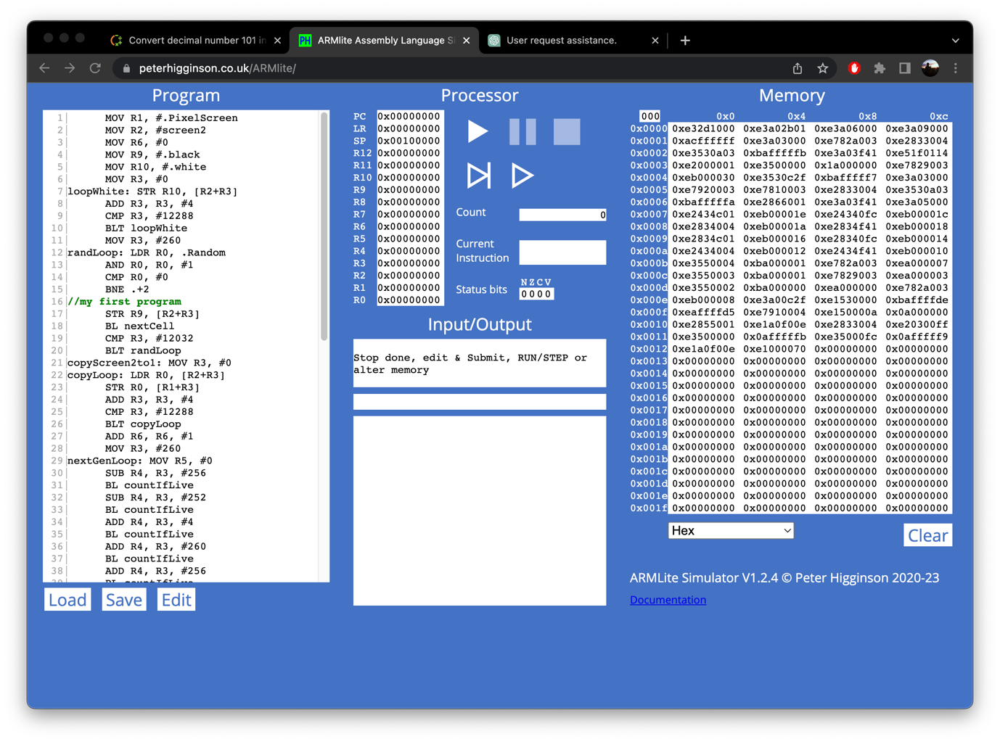 Convert decimal number 101 in
ARMlite Assembly Language Si
User request assistance.
peterhigginson.co.uk/ARMlite/
Program
1| MOV R1, #.PixelScreen
2| MOV R2, #screen2
3| MOV R6, #0
4| MOV R9, #.black
5| MOV R10, #.white
6| MOV R3, #0
7|loopWhite: STR R10, [R2+R3]
8| ADD R3, R3, #4
9| CMP R3, #12288
10| BLT loopWhite
11| MOV R3, #260
12|randLoop: LDR R0, .Random
13| AND R0, R0, #1
14| CMP R0, #0
15| BNE .+2
16|//my first program
17| STR R9, [R2+R3]
18| BL nextCell
19| CMP R3, #12032
20| BLT randLoop
21|copyScreen2to1: MOV R3, #0
22|copyLoop: LDR R0, [R2+R3]
23| STR R0, [R1+R3]
24| ADD R3, R3, #4
25| CMP R3, #12288
26| BLT copyLoop
27| ADD R6, R6, #1
28| MOV R3, #260
29|nextGenLoop: MOV R5, #0
30| SUB R4, R3, #256
31| BL countIfLive
32| SUB R4, R3, #252
33| BL countIfLive
34| ADD R4, R3, #4
35| BL countIfLive
36| ADD R4, R3, #260
37| BL countIfLive
38| ADD R4, R3, #256
39| BL countIfLive
Load Save Edit
Processor
PC 0x00000000
LR 0x00000000
SP 0x00100000
R12 0x00000000
R11 0x00000000
R10 0x00000000
R9 0x00000000
R8 0x00000000
R7 0x00000000
R6 0x00000000
R5 0x00000000
R4 0x00000000
R3 0x00000000
R2 0x00000000
R1 0x00000000
R0 0x00000000
Count 0
Current
Instruction
NZCV
Status bits 0000
Input/Output
Stop done, edit & Submit, RUN/STEP or
alter memory
Memory
000 0x0 0x4 0x8 0xc
0x0000 0xe32d1000 0xe3a02b01 0xe3a06000 0xe3a09000
0x0001 0xacffffff 0xe3a03000 0xe782a003 0xe2833004
0x0002 0xe3530a03 0xbafffffb 0xe3a03f41 0xe51f0114
0x0003 0xe2000001 0xe3500000 0x1a000000 0xe7829003
0x0004 0xeb000030 0xe3530c2f 0xbafffff7 0xe3a03000
0x0005 0xe7920003 0xe7810003 0xe2833004 0xe3530a03
0x0006 0xbafffffa 0xe2866001 0xe3a03f41 0xe3a05000
0x0007 0xe2434c01 0xeb00001e 0xe24340fc 0xeb00001c
0x0008 0xe2834004 0xeb00001a 0xe2834f41 0xeb000018
0x0009 0xe2834c01 0xeb000016 0xe28340fc 0xeb000014
0x000a 0xe2434004 0xeb000012 0xe2434f41 0xeb000010
0x000b 0xe3550004 0xba000001 0xe782a003 0xea000007
0x000c 0xe3550003 0xba000001 0xe7829003 0xea000003
0x000d 0xe3550002 0xba000000 0xea000000 0xe782a003
0x000e 0xeb000008 0xe3a00c2f 0xe1530000 0xbaffffde
0x000f 0xeaffffd5 0xe7910004 0xe150000a 0x0a000000
0x0010 0xe2855001 0xe1a0f00e 0xe2833004 0xe20300ff
0x0011 0xe3500000 0x0afffffb 0xe35000fc 0x0afffff9
0x0012 0xe1a0f00e 0xe1000070 0x00000000 0x00000000
0x0013 0x00000000 0x00000000 0x00000000 0x00000000
0x0014 0x00000000 0x00000000 0x00000000 0x00000000
0x0015 0x00000000 0x00000000 0x00000000 0x00000000
0x0016 0x00000000 0x00000000 0x00000000 0x00000000
0x0017 0x00000000 0x00000000 0x00000000 0x00000000
0x0018 0x00000000 0x00000000 0x00000000 0x00000000
0x0019 0x00000000 0x00000000 0x00000000 0x00000000
0x001a 0x00000000 0x00000000 0x00000000 0x00000000
0x001b 0x00000000 0x00000000 0x00000000 0x00000000
0x001c 0x00000000 0x00000000 0x00000000 0x00000000
0x001d 0x00000000 0x00000000 0x00000000 0x00000000
0x001e 0x00000000 0x00000000 0x00000000 0x00000000
0x001f 0x00000000 0x00000000 0x00000000 0x00000000
Hex
Clear
ARMLite Simulator V1.2.4 © Peter Higginson 2020-23
Documentation